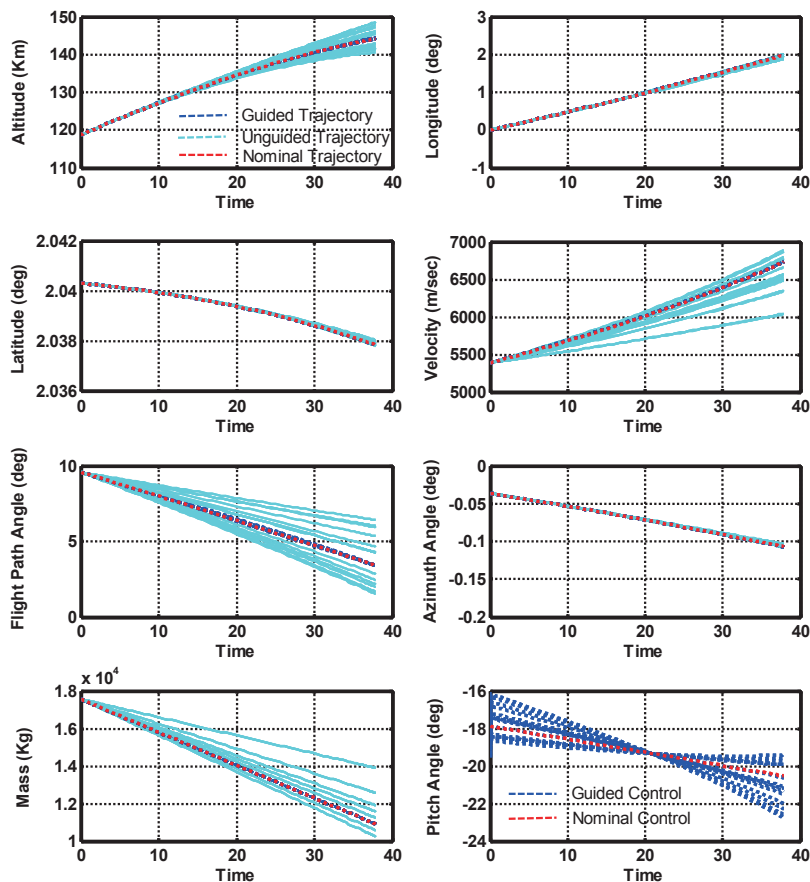 150
140
130
120
110
Altitude (Km)
Guided Trajectory
Unguided Trajectory
Nominal Trajectory
0 10 20 30 40
Time
3
2
1
0
-1
Longitude (deg)
0 10 20 30 40
Time
2.042
2.04
2.038
2.036
Latitude (deg)
0 10 20 30 40
Time
7000
6500
6000
5500
5000
Velocity (m/sec)
0 10 20 30 40
Time
10
5
0
Flight Path Angle (deg)
0 10 20 30 40
Time
0
-0.05
-0.1
-0.15
-0.2
Azimuth Angle (deg)
0 10 20 30 40
Time
x 10^4
1.8
1.6
1.4
1.2
1
Mass (Kg)
0 10 20 30 40
Time
-16
-18
-20
-22
-24
Pitch Angle (deg)
Guided Control
Nominal Control
0 10 20 30 40
Time